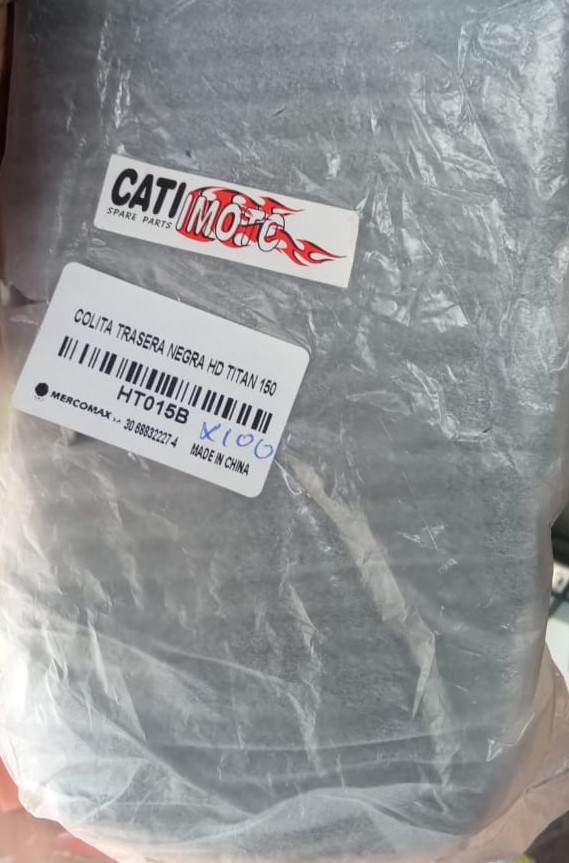 CATI
SPARE PARTS
MOTO
COLITA TRASERA NEGRA HD TITAN 150
HT015B
MERCOMAX S.A. 30 68832227-4
X100
MADE IN CHINA